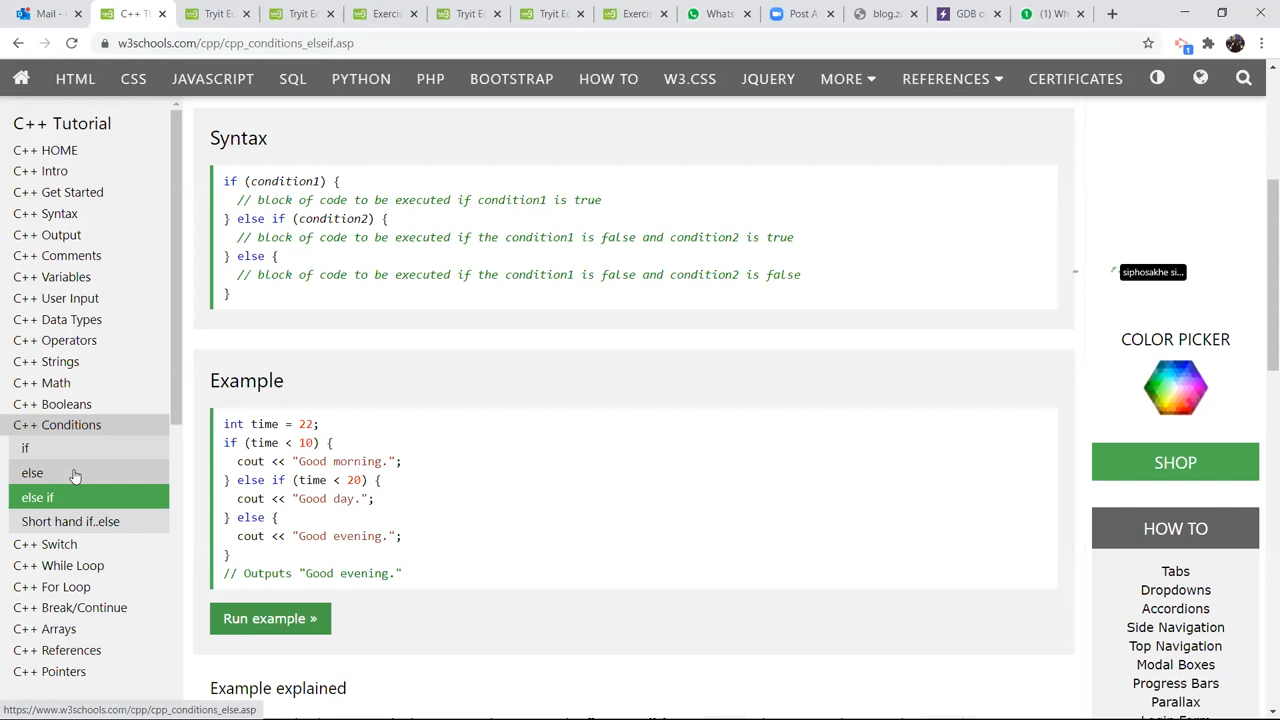 Mail -
C++ T
Tryit E
Tryit E
Exercis
Tryit E
Tryit E
Exercis
Whats
Post A
blog.zo
GDB o
(1) Wh
w3schools.com/cpp/cpp_conditions_elseif.asp
1
HTML CSS JAVASCRIPT SQL PYTHON PHP BOOTSTRAP HOW TO W3.CSS JQUERY MORE REFERENCES CERTIFICATES
C++ Tutorial
C++ HOME
C++ Intro
C++ Get Started
C++ Syntax
C++ Output
C++ Comments
C++ Variables
C++ User Input
C++ Data Types
C++ Operators
C++ Strings
C++ Math
C++ Booleans
C++ Conditions
if
else
else if
Short hand if..else
C++ Switch
C++ While Loop
C++ For Loop
C++ Break/Continue
C++ Arrays
C++ References
C++ Pointers
https://www.w3schools.com/cpp/cpp_conditions_else.asp
Syntax
if (condition1) {
// block of code to be executed if condition1 is true
} else if (condition2) {
// block of code to be executed if the condition1 is false and condition2 is true
} else {
// block of code to be executed if the condition1 is false and condition2 is false
}
Example
int time = 22;
if (time < 10) {
cout << "Good morning.";
} else if (time < 20) {
cout << "Good day.";
} else {
cout << "Good evening.";
}
// Outputs "Good evening."
Run example »
Example explained
siphosakhe si...
COLOR PICKER
SHOP
HOW TO
Tabs
Dropdowns
Accordions
Side Navigation
Top Navigation
Modal Boxes
Progress Bars
Parallax
Login Form